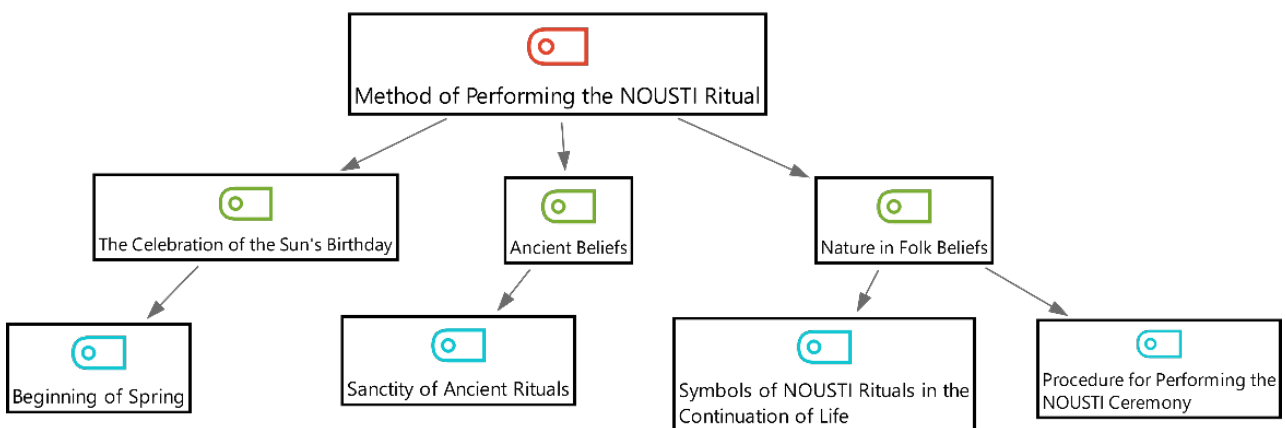 Method of Performing the NOUSTI Ritual
The Celebration of the Sun's Birthday
Ancient Beliefs
Nature in Folk Beliefs
Beginning of Spring
Sanctity of Ancient Rituals
Symbols of NOUSTI Rituals in the
Continuation of Life
Procedure for Performing the
NOUSTI Ceremony